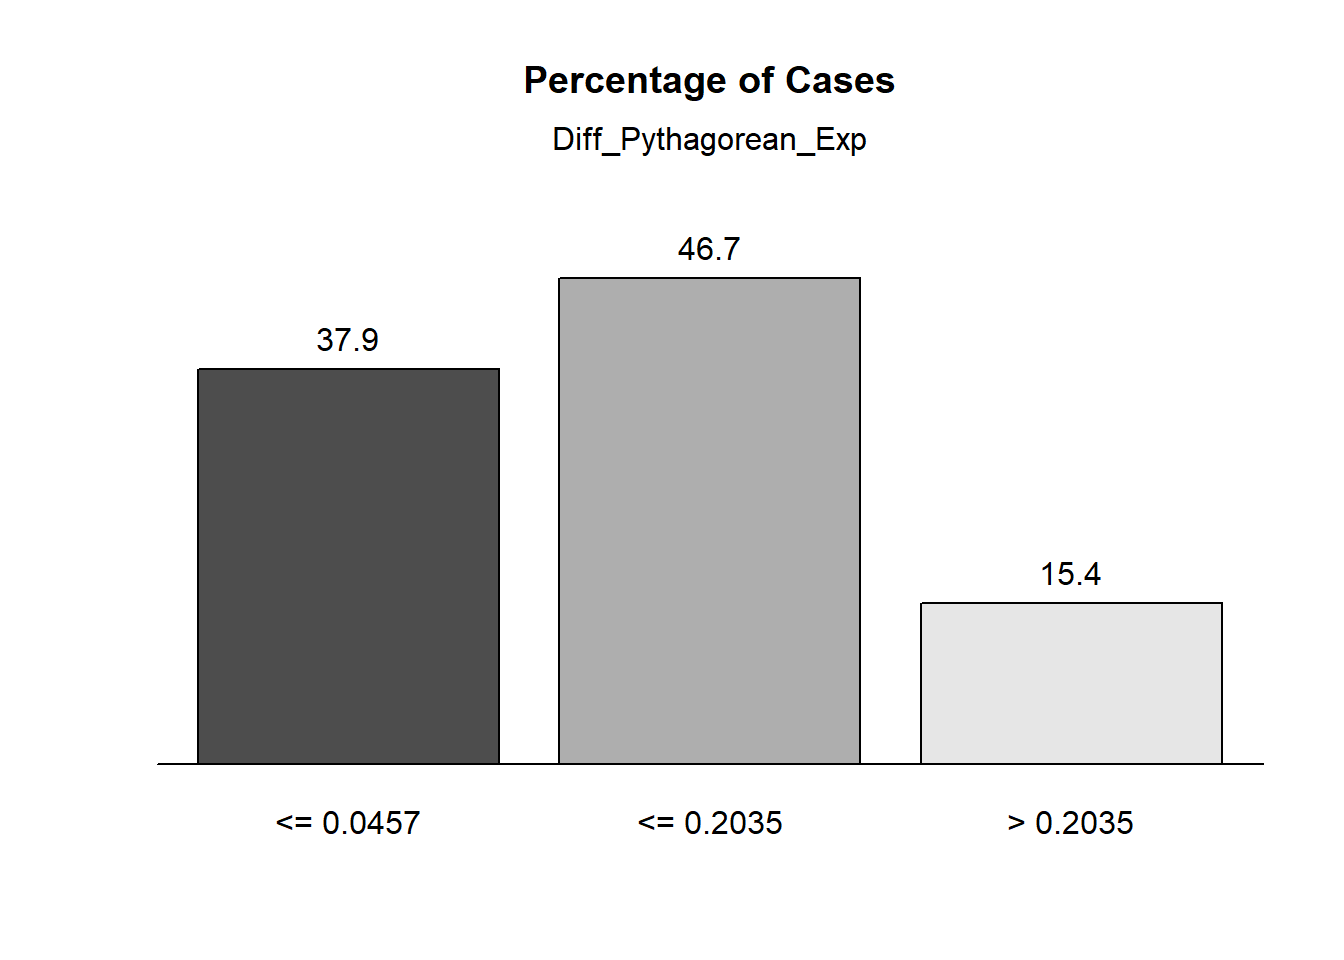 Percentage of Cases
Diff_Pythagorean_Exp
46.7
37.9
15.4
<= 0.0457 <= 0.2035 > 0.2035